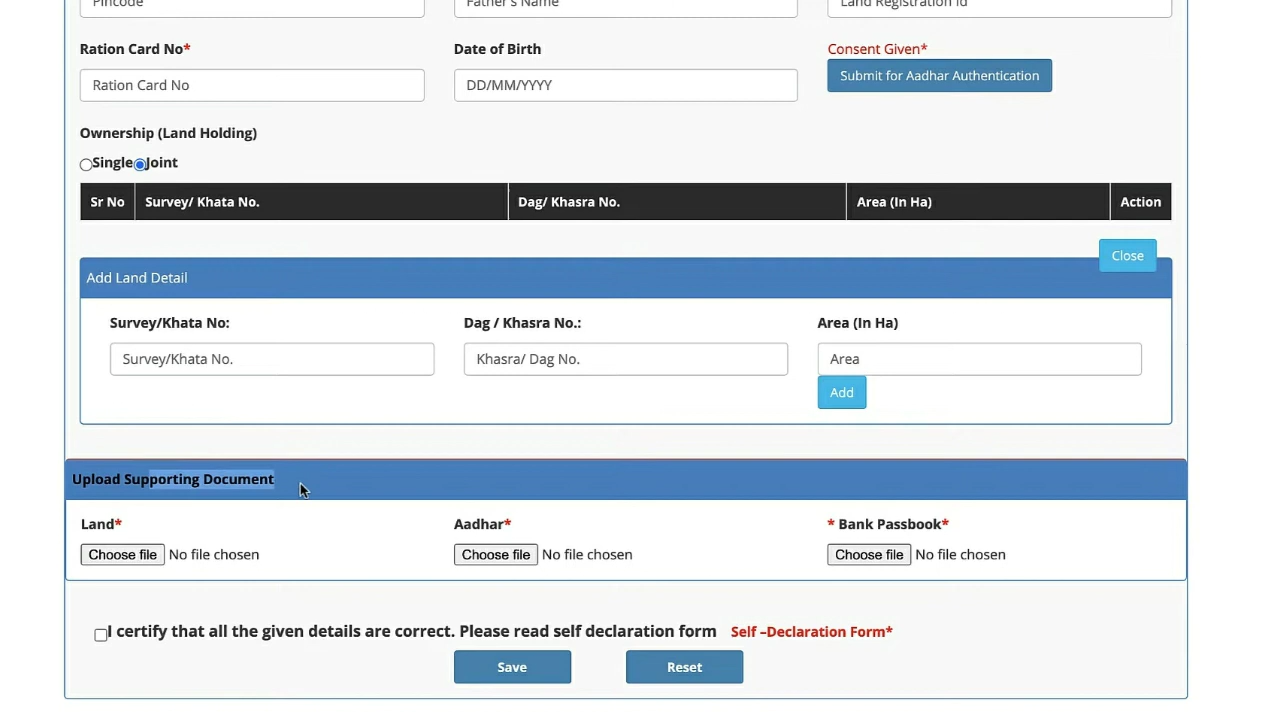 Pincode Father's Name Land Registration Id
Ration Card No* Date of Birth Consent Given*
Ration Card No DD/MM/YYYY Submit for Aadhar Authentication
Ownership (Land Holding)
Single Joint
Sr No Survey/ Khata No. Dag/ Khasra No. Area (In Ha) Action
Close
Add Land Detail
Survey/Khata No: Dag / Khasra No.: Area (In Ha)
Survey/Khata No. Khasra/ Dag No. Area
Add
Upload Supporting Document
Land* Aadhar* * Bank Passbook*
Choose file No file chosen Choose file No file chosen Choose file No file chosen
I certify that all the given details are correct. Please read self declaration form Self –Declaration Form*
Save Reset